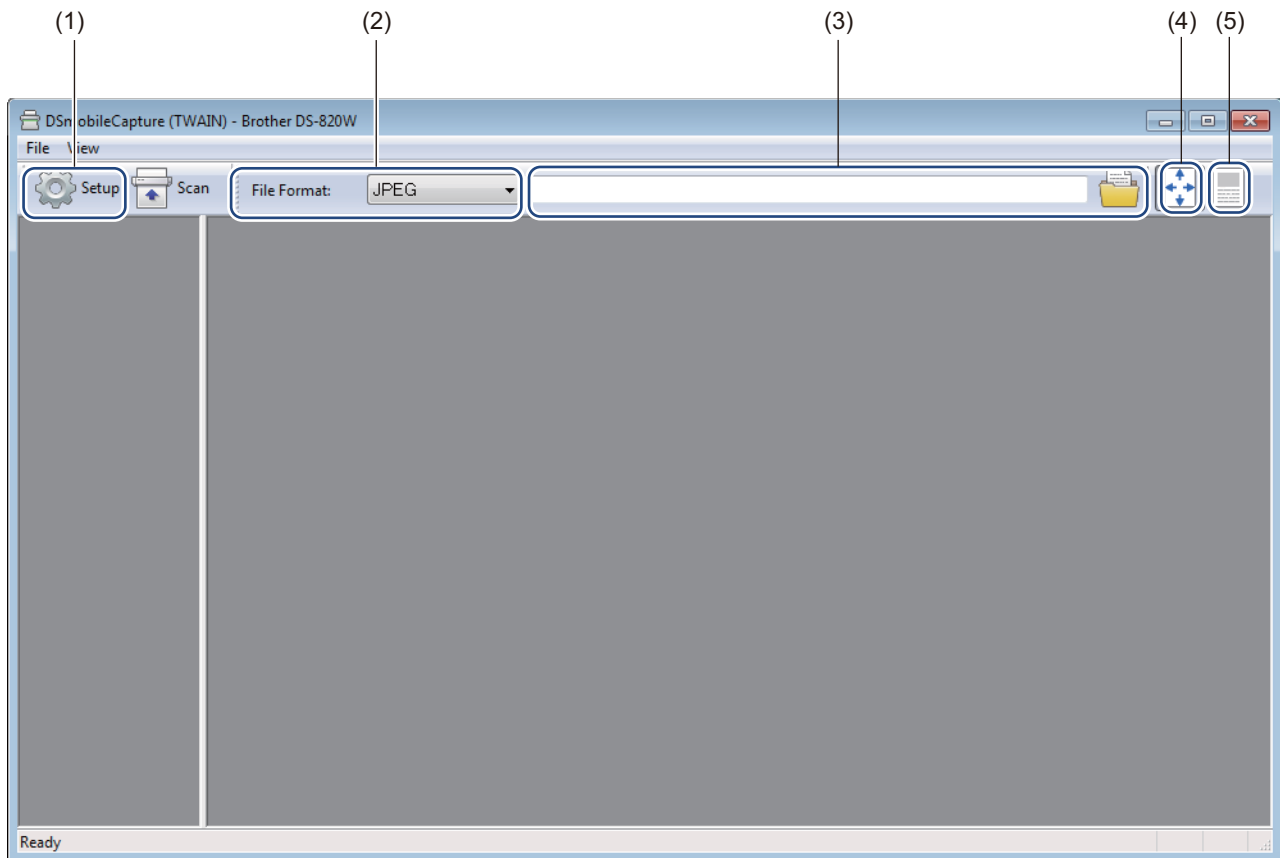 (1) (2) (3) (4) (5)
DSmobileCapture (TWAIN) - Brother DS-820W
File View
Setup Scan File Format: JPEG
Ready